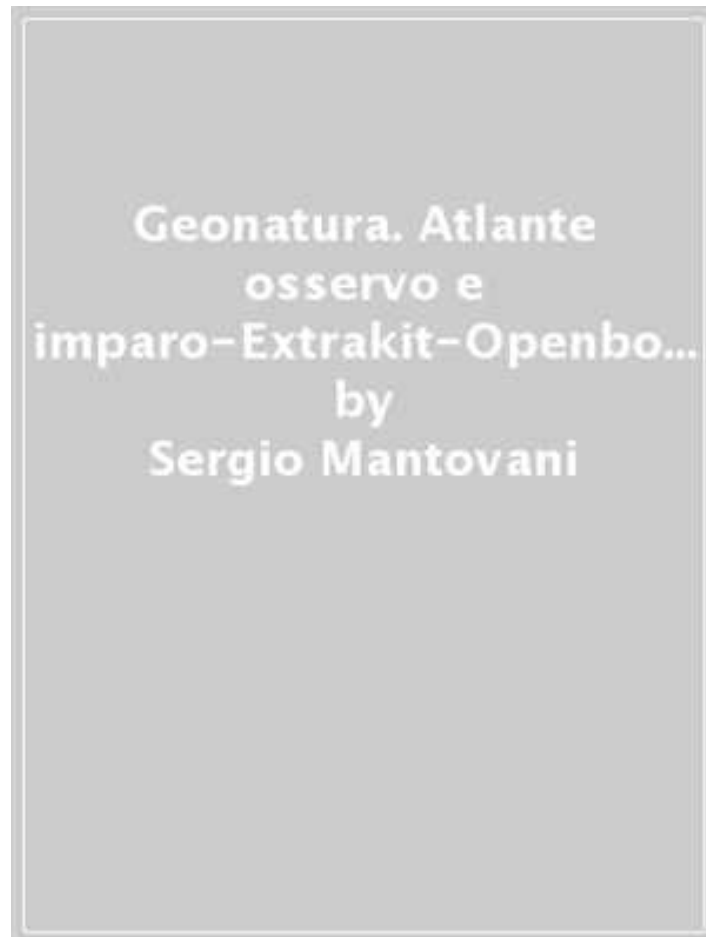 Geonatura. Atlante
osservo e
imparo-Extrakit-Openbo...
by
Sergio Mantovani